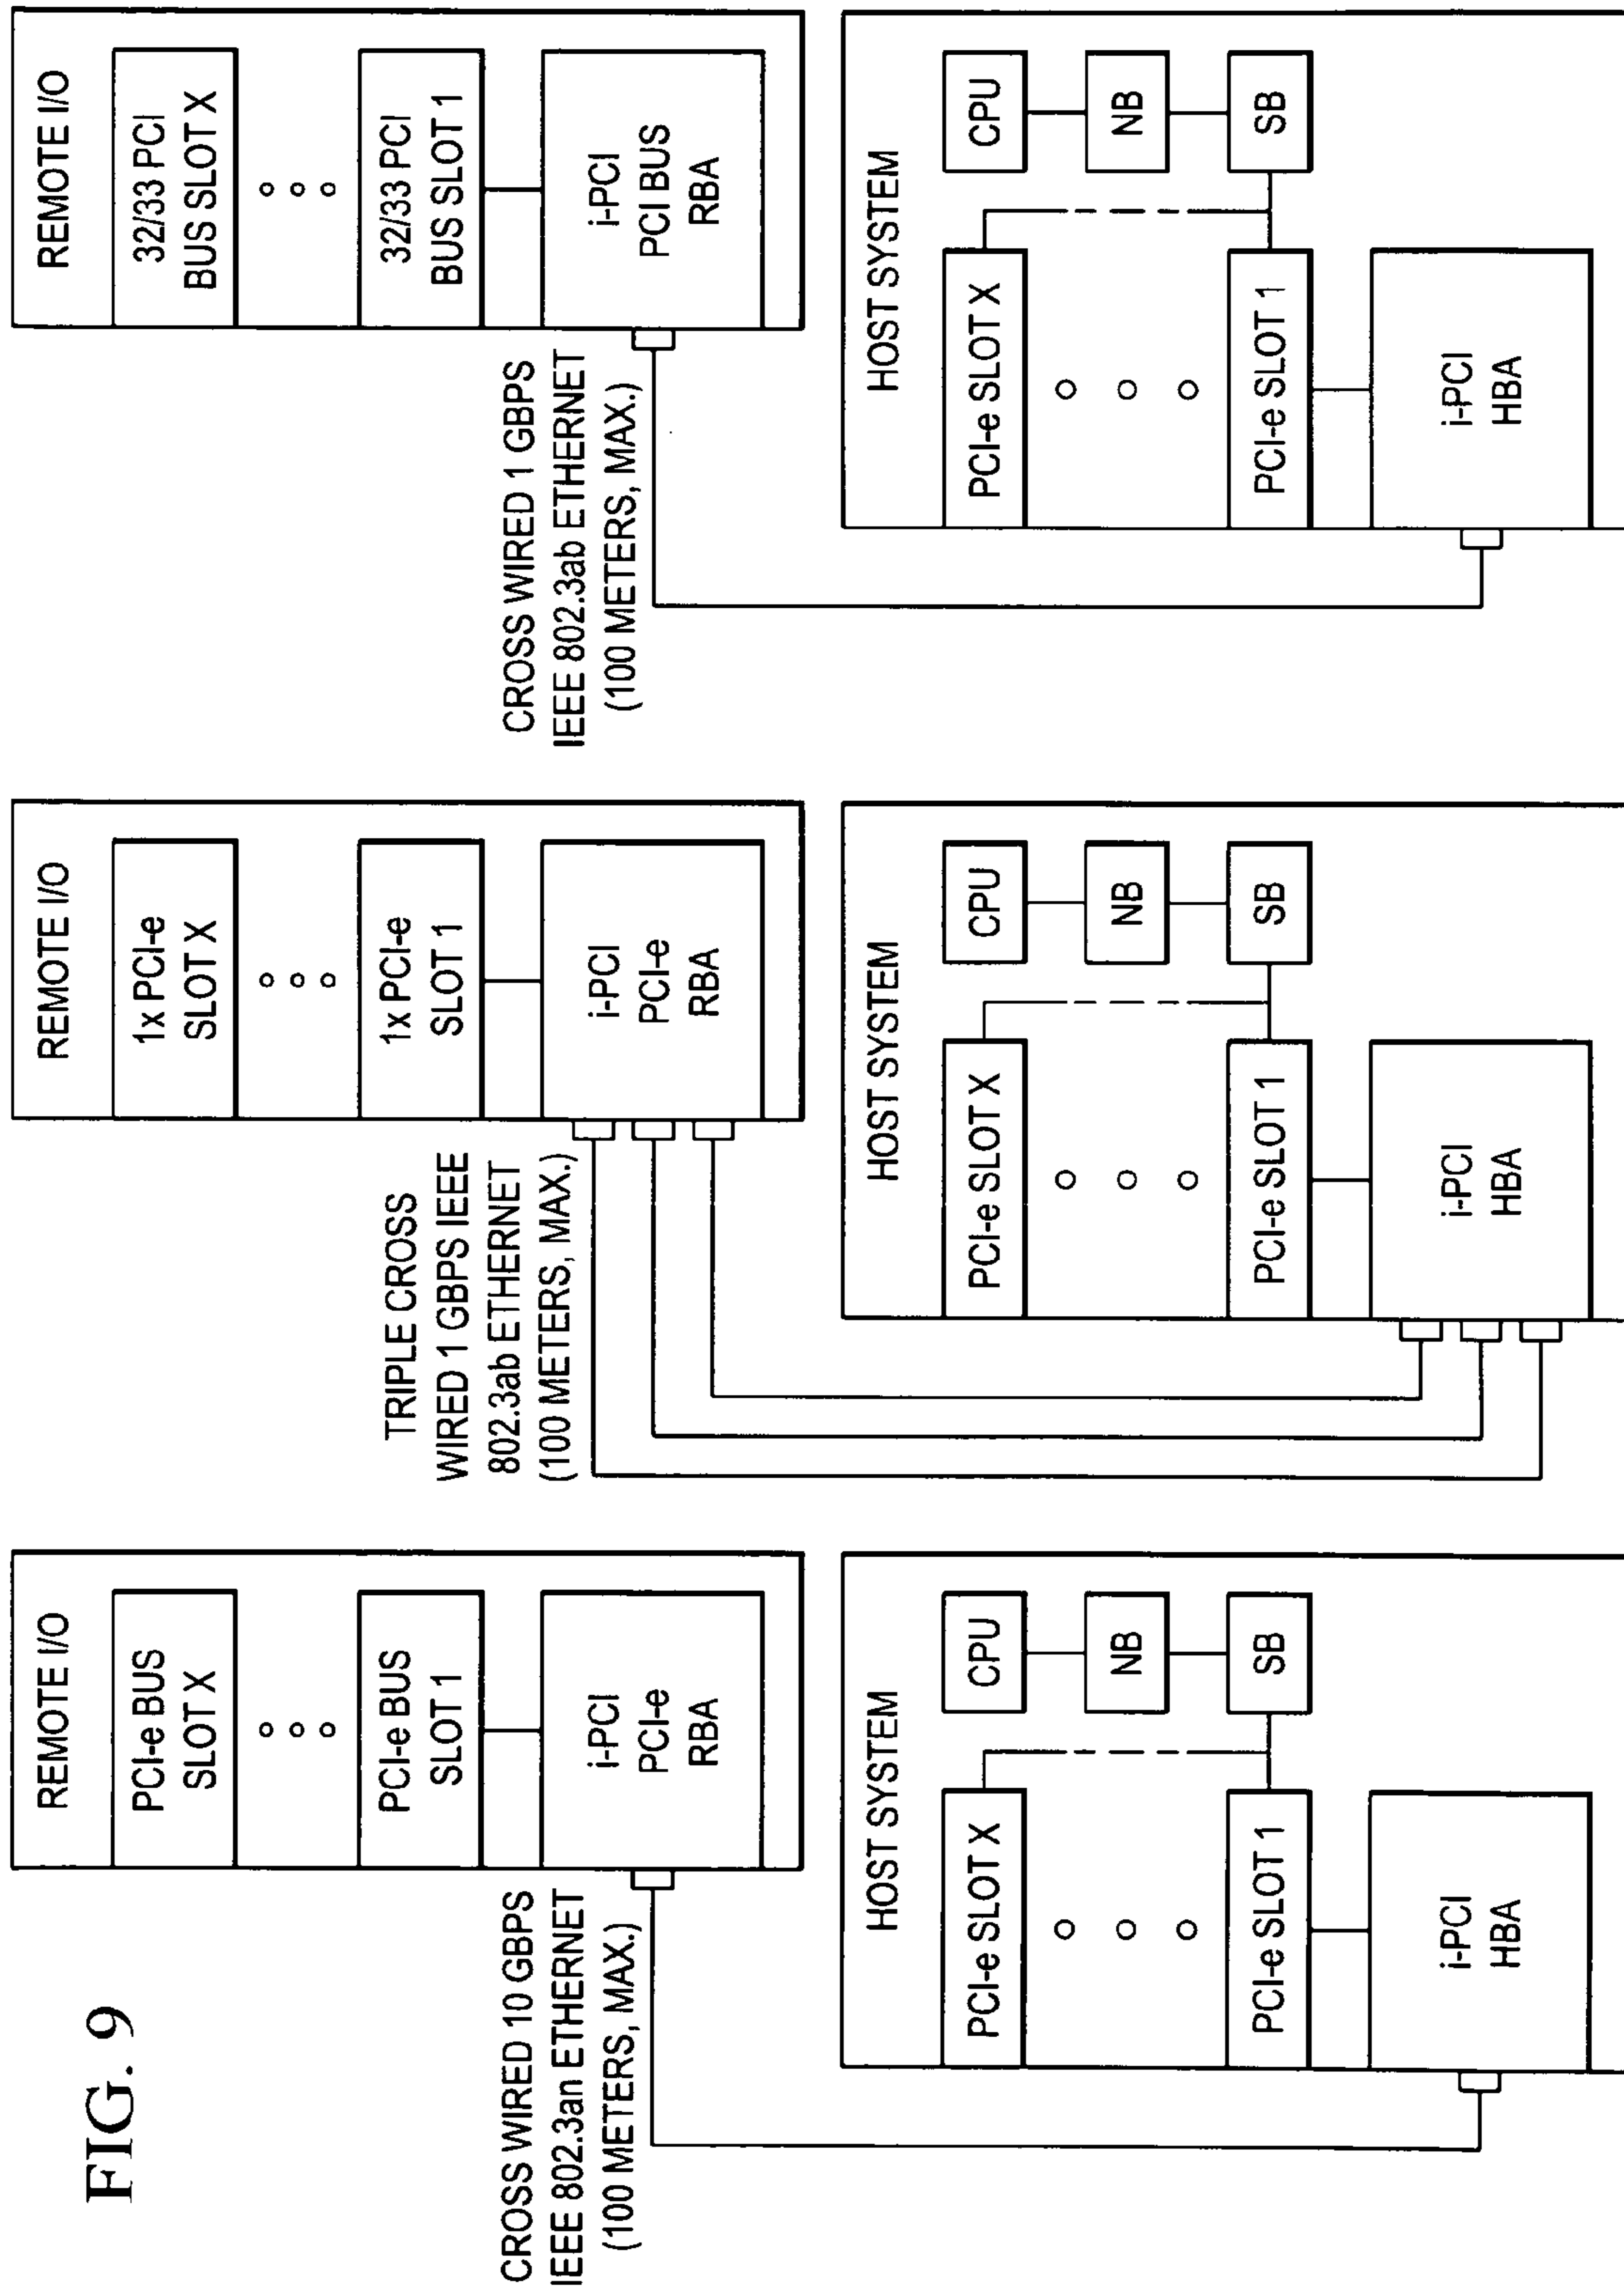 FIG. 9
REMOTE I/O
PCI-e BUS
SLOT X
PCI-e BUS
SLOT 1
i-PCI
PCI-e
RBA
CROSS WIRED 10 GBPS
IEEE 802.3an ETHERNET
(100 METERS, MAX.)
HOST SYSTEM
PCI-e SLOT X
PCI-e SLOT 1
CPU
NB
SB
i-PCI
HBA
REMOTE I/O
1x PCI-e
SLOT X
1x PCI-e
SLOT 1
i-PCI
PCI-e
RBA
TRIPLE CROSS
WIRED 1 GBPS IEEE
802.3ab ETHERNET
(100 METERS, MAX.)
HOST SYSTEM
PCI-e SLOT X
PCI-e SLOT 1
CPU
NB
SB
i-PCI
HBA
REMOTE I/O
32/33 PCI
BUS SLOT X
32/33 PCI
BUS SLOT 1
i-PCI
PCI BUS
RBA
CROSS WIRED 1 GBPS
IEEE 802.3ab ETHERNET
(100 METERS, MAX.)
HOST SYSTEM
PCI-e SLOT X
PCI-e SLOT 1
CPU
NB
SB
i-PCI
HBA